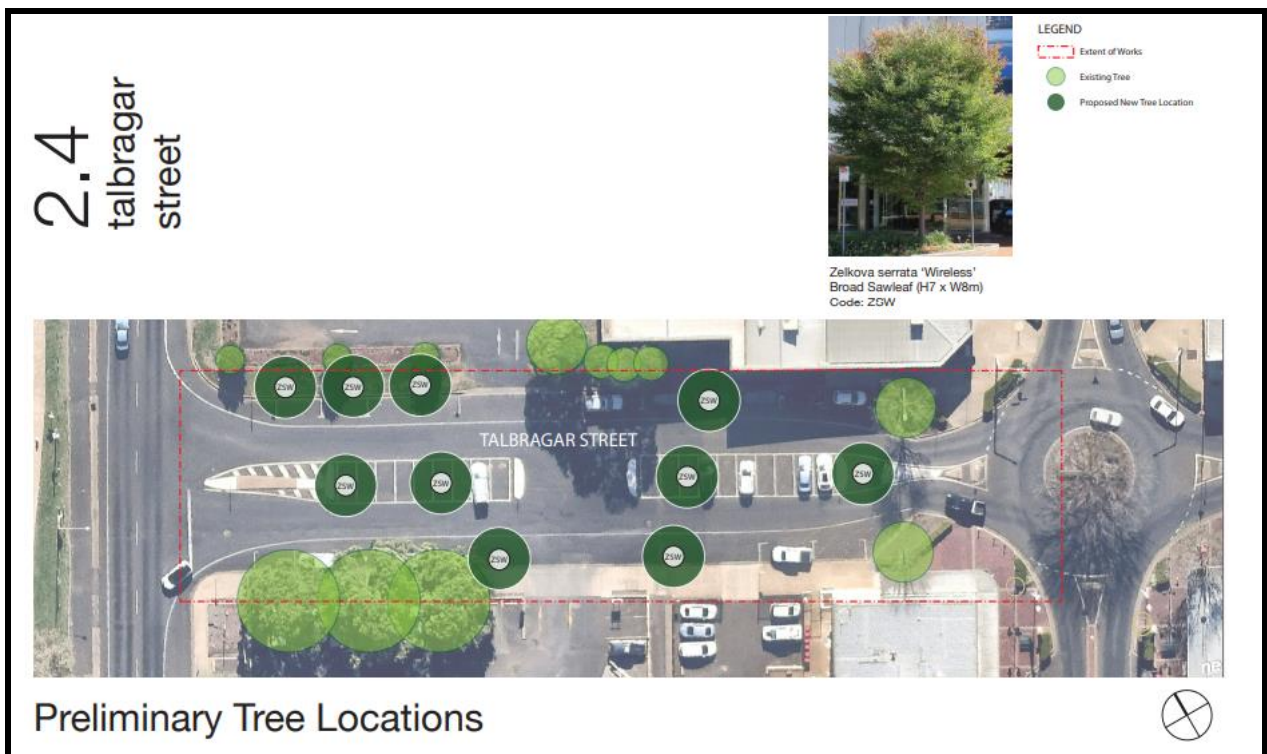 2.4
talbragar
street
LEGEND
Extent of Works
Existing Tree
Proposed New Tree Location
Zelkova serrata 'Wireless'
Broad Sawleaf (H7 x W8m)
Code: ZSW
ZSW
ZSW
ZSW
ZSW
TALBRAGAR STREET
ZSW
ZSW
ZSW
ZSW
ZSW
ZSW
ne
Preliminary Tree Locations